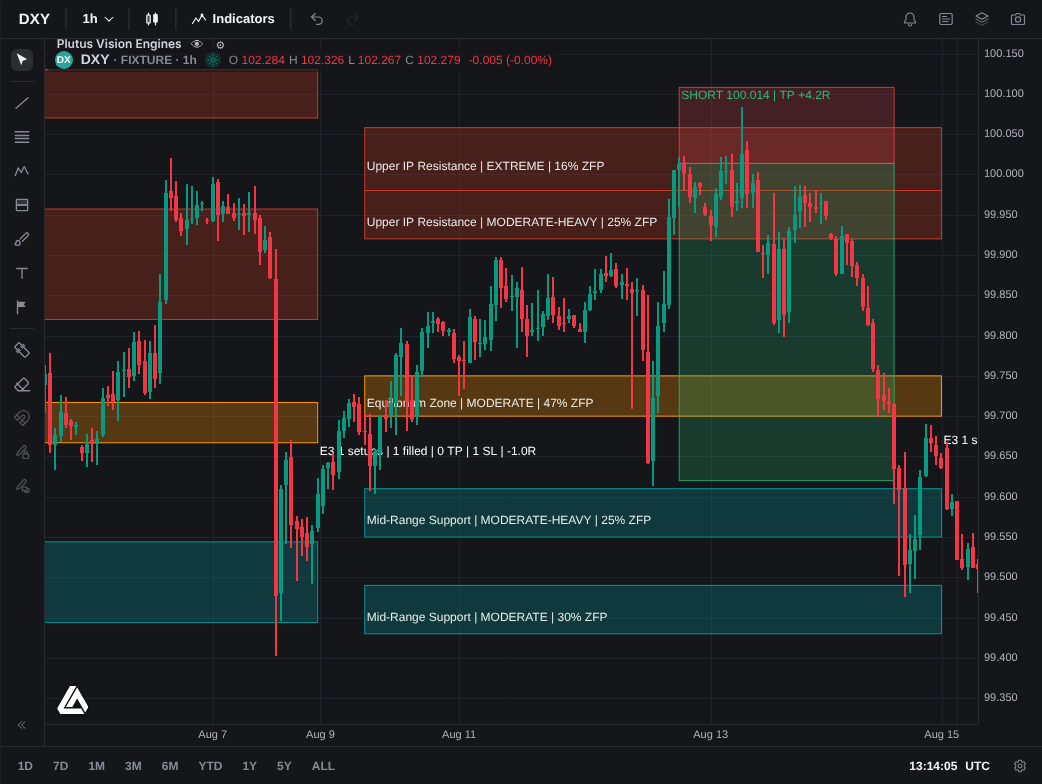 DXY 1h Indicators
Plutus Vision Engines
DX DXY · FIXTURE · 1h O 102.284 H 102.326 L 102.267 C 102.279 -0.005 (-0.00%)
100.150
SHORT 100.014 | TP +4.2R
100.100
100.050
Upper IP Resistance | EXTREME | 16% ZFP
100.000
Upper IP Resistance | MODERATE-HEAVY | 25% ZFP
99.950
99.900
99.850
99.800
99.750
Equilibrium Zone | MODERATE | 47% ZFP
99.700
E3 1 s
E3 1 setups | 1 filled | 0 TP | 1 SL | -1.0R
99.650
99.600
Mid-Range Support | MODERATE-HEAVY | 25% ZFP
99.550
99.500
Mid-Range Support | MODERATE | 30% ZFP
99.450
99.400
99.350
Aug 7 Aug 9 Aug 11 Aug 13 Aug 15
1D 7D 1M 3M 6M YTD 1Y 5Y ALL 13:14:05 UTC